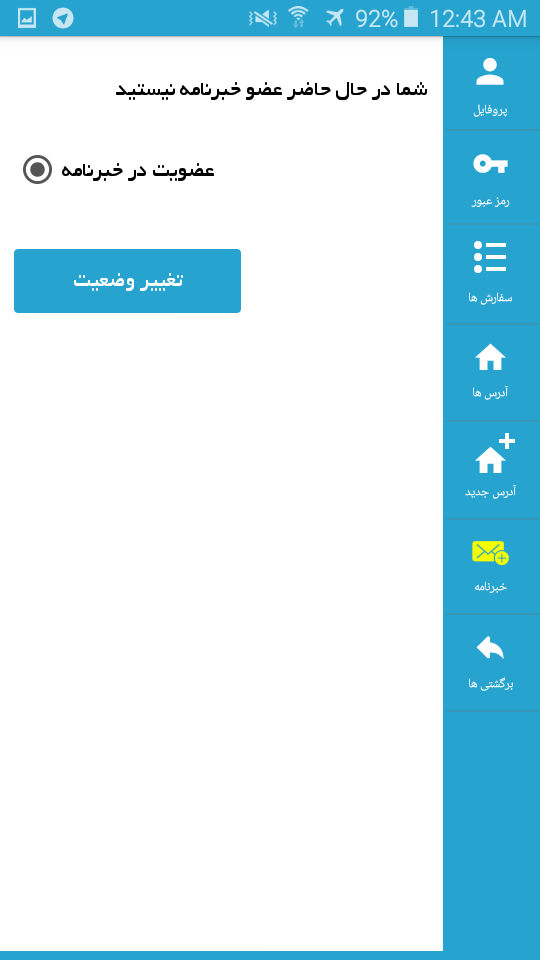 92% 12:43 AM
شما در حال حاضر عضو خبرنامه نیستید
عضویت در خبرنامه
تغییر وضعیت
پروفایل
رمز عبور
سفارش ها
آدرس ها
آدرس جدید
خبرنامه
برگشتی ها